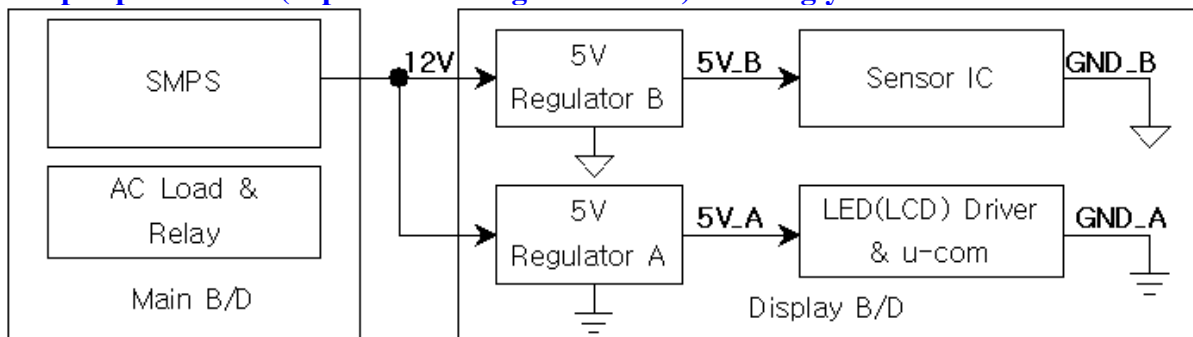 SMPS
AC Load &
Relay
Main B/D
12V
5V
Regulator B
5V_B
Sensor IC
GND_B
5V
Regulator A
5V_A
LED(LCD) Driver
& u-com
GND_A
Display B/D